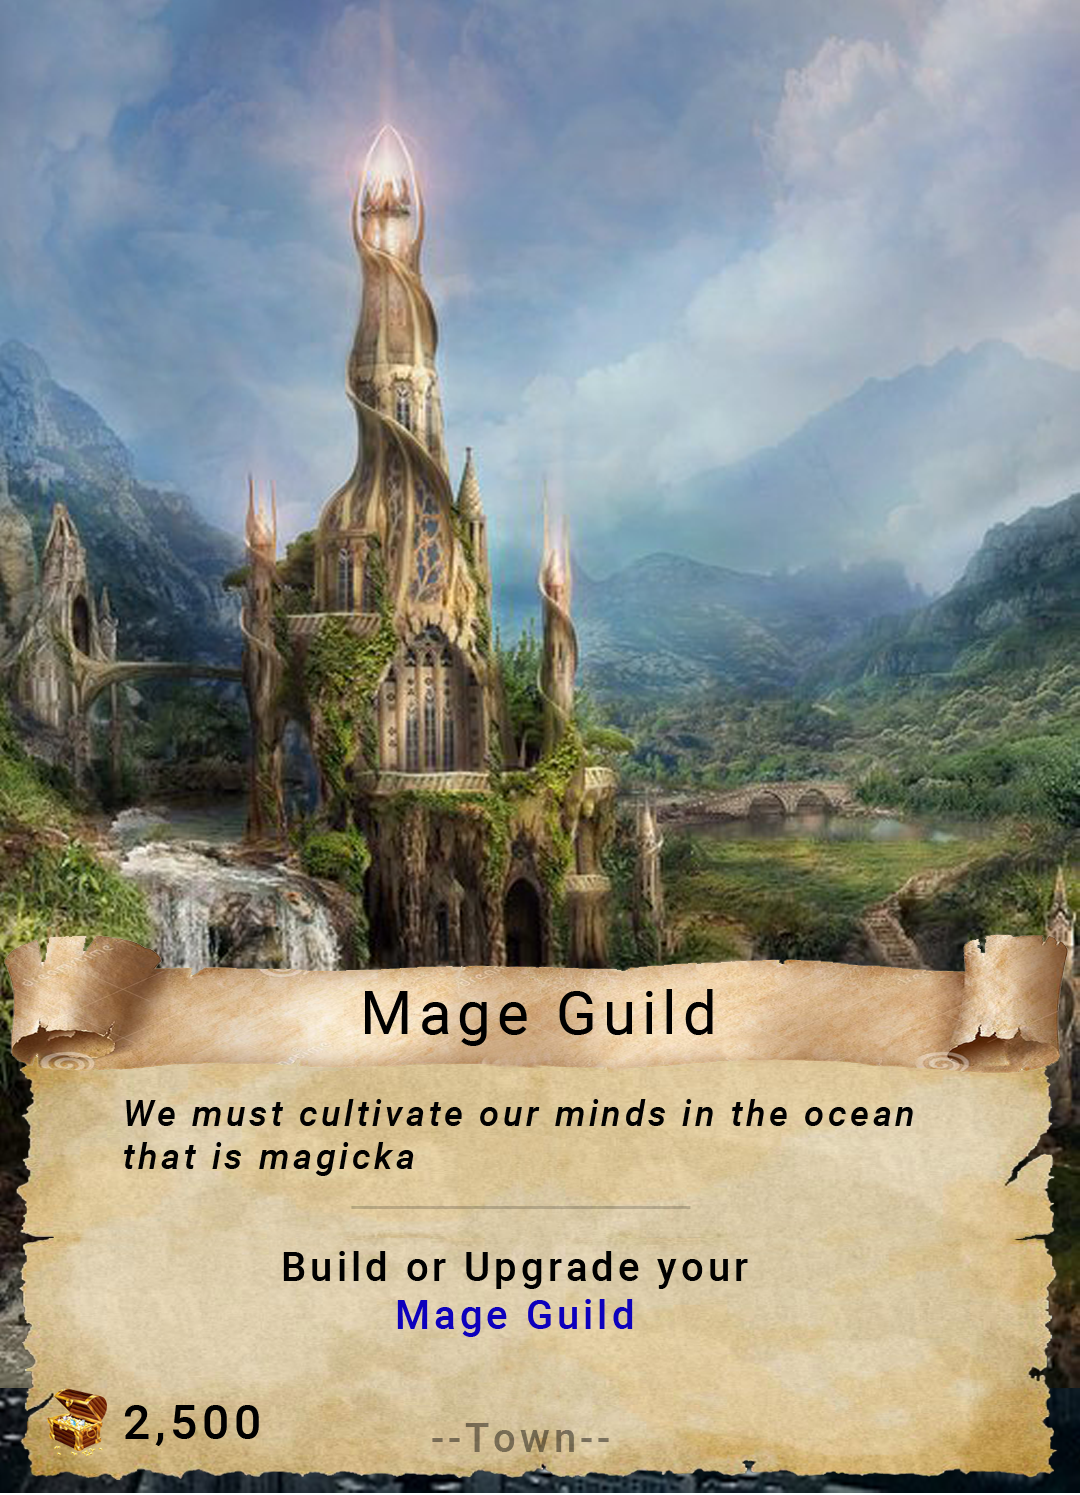 Mage Guild
We must cultivate our minds in the ocean
that is magicka
Build or Upgrade your
Mage Guild
2,500
--Town--